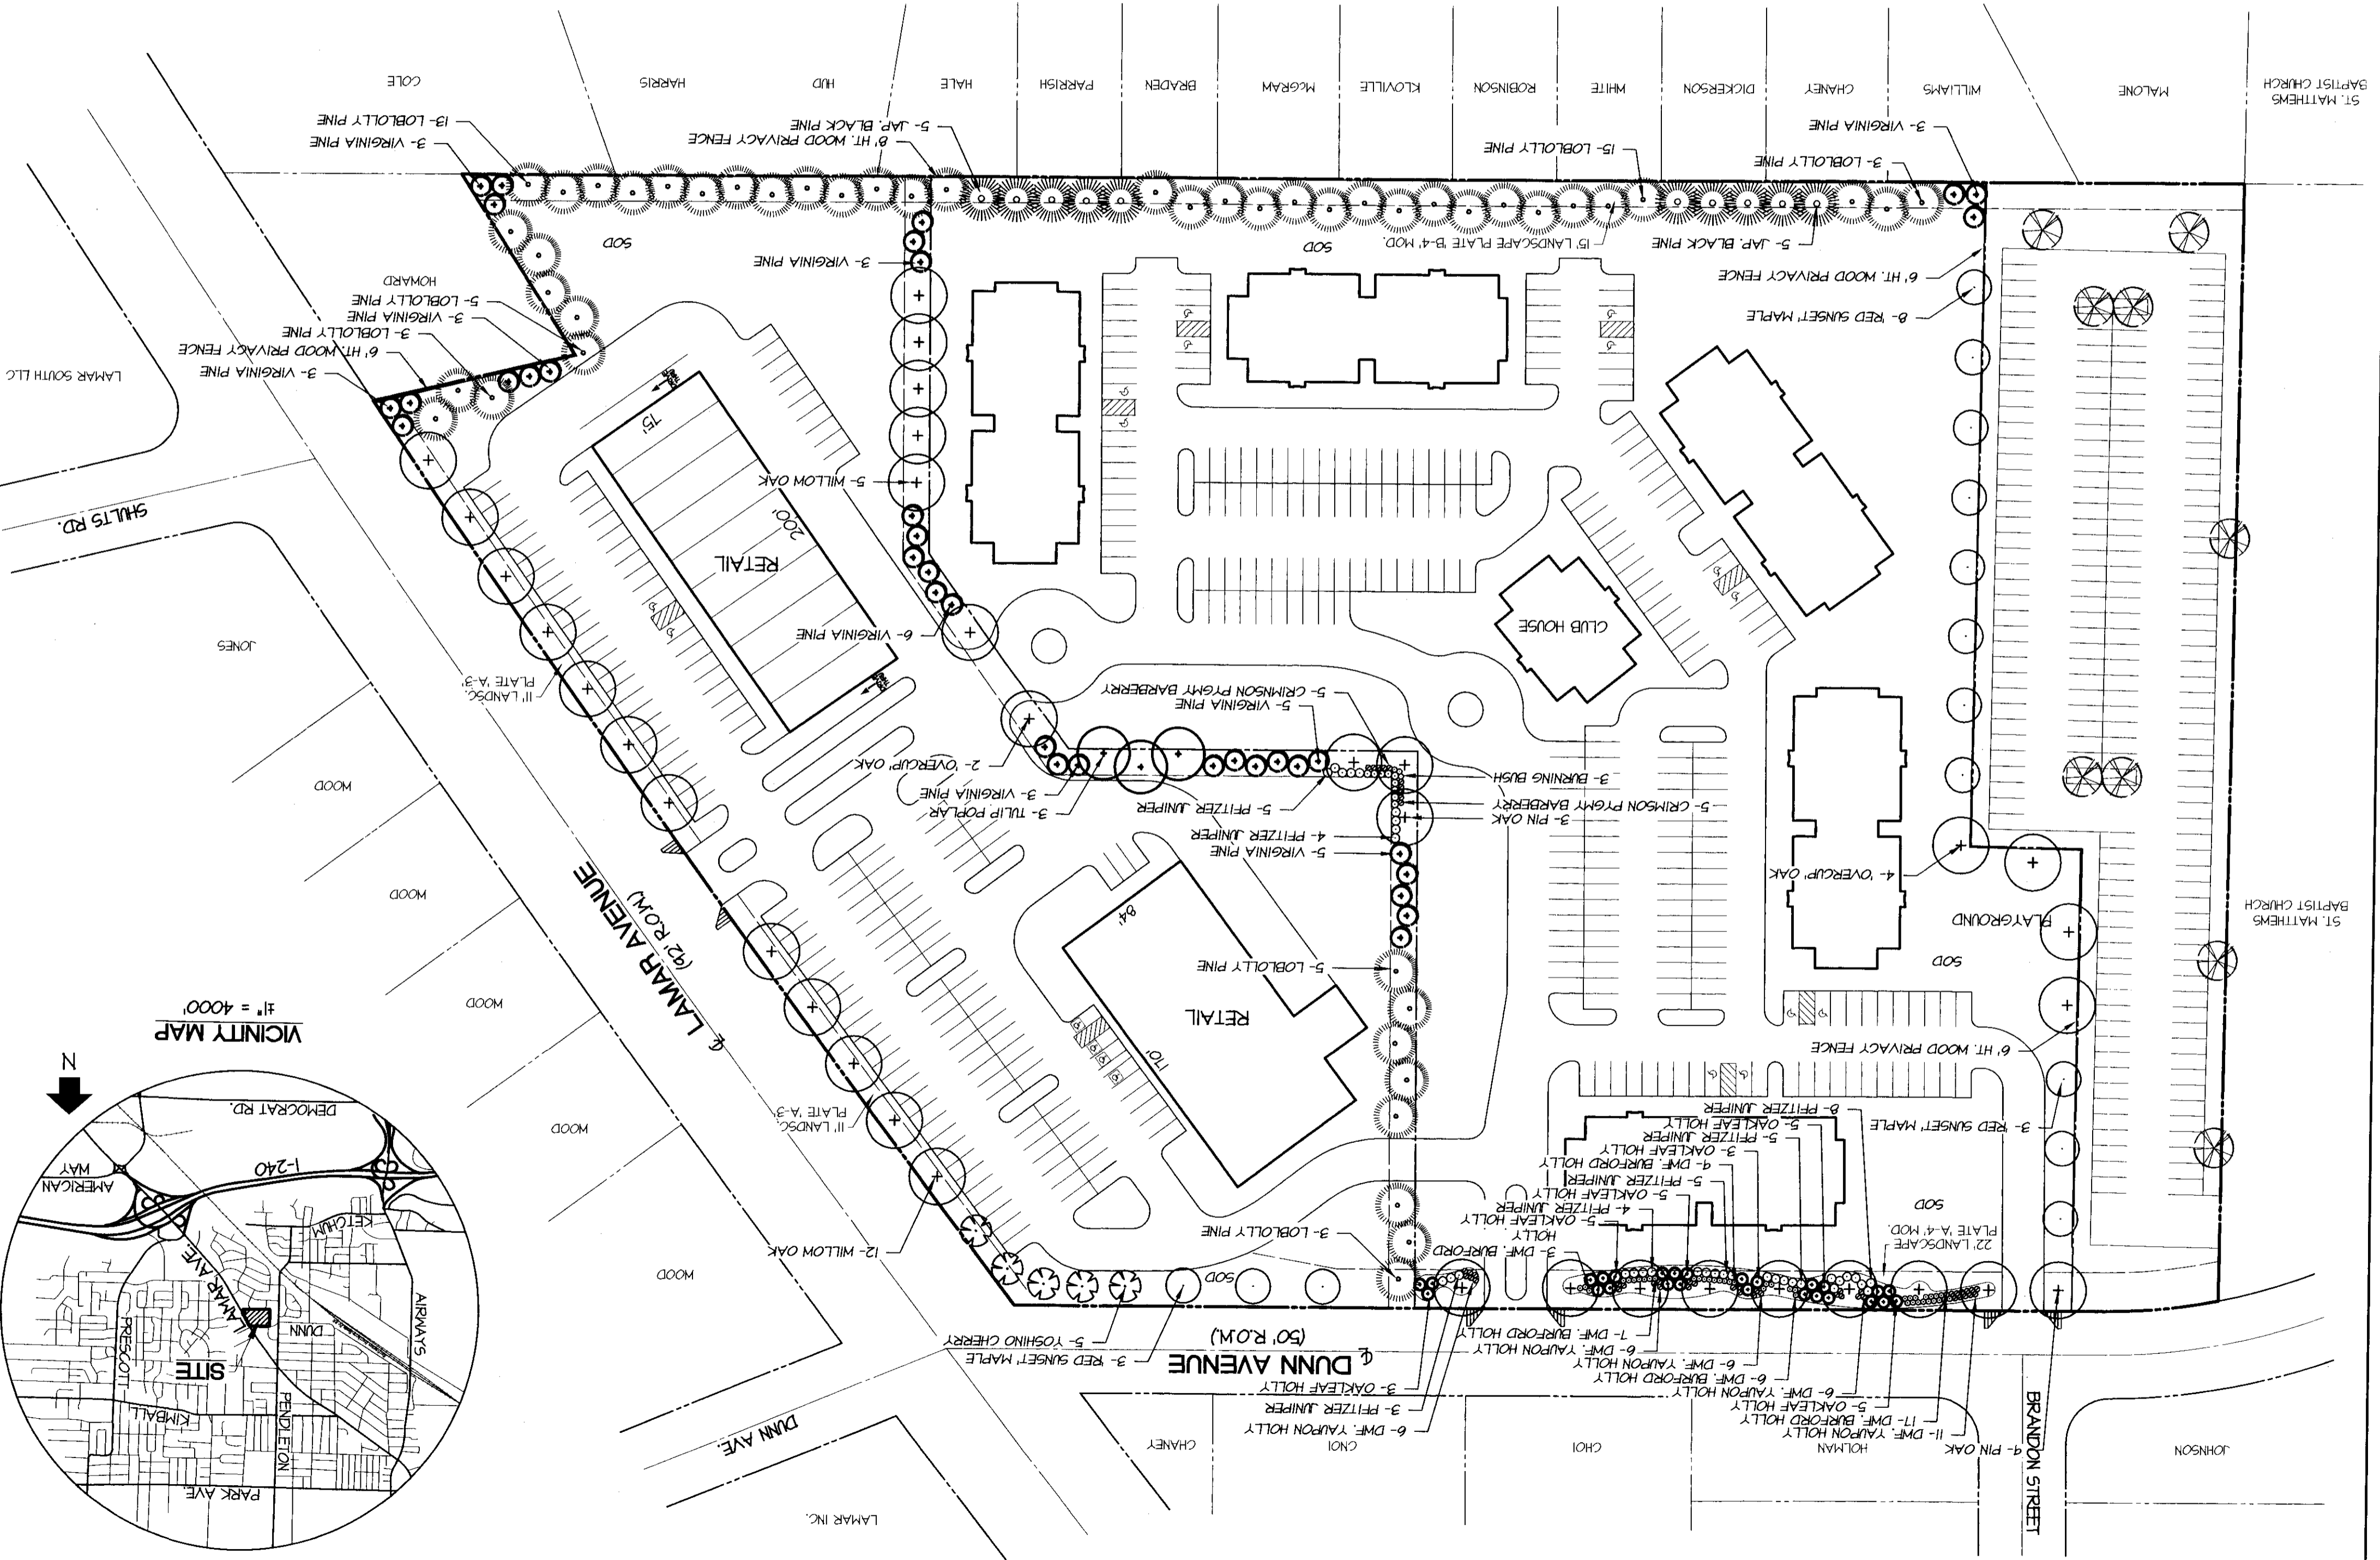 LAMAR INC.
BRANDON STREET
JOHNSON
HOLMAN
CHOI
CHOI
CHANEY
DUNN AVE.
4- PIN OAK
11- DWF. YAUPON HOLLY
17- DWF. BURFORD HOLLY
5- OAKLEAF HOLLY
6- DWF. YAUPON HOLLY
6- DWF. BURFORD HOLLY
6- DWF. YAUPON HOLLY
6- DWF. YAUPON HOLLY
7- DWF. BURFORD HOLLY
6- DWF. YAUPON HOLLY
3- PFITZER JUNIPER
3- OAKLEAF HOLLY
DUNN AVENUE
(50' R.O.W.)
3- 'RED SUNSET' MAPLE
5- YOSHINO CHERRY
22' LANDSCAPE
PLATE 'A-4' MOD.
SOD
3- DWF. BURFORD
HOLLY
5- OAKLEAF HOLLY
4- PFITZER JUNIPER
5- OAKLEAF HOLLY
5- PFITZER JUNIPER
4- DWF. BURFORD HOLLY
3- OAKLEAF HOLLY
5- PFITZER JUNIPER
5- OAKLEAF HOLLY
8- PFITZER JUNIPER
3- LOBLOLLY PINE
SOD
12- WILLOW OAK
3- 'RED SUNSET' MAPLE
6' HT. WOOD PRIVACY FENCE
RETAIL
170'
84'
5- LOBLOLLY PINE
11' LANDSC.
PLATE 'A-3'
LAMAR AVENUE
(92' R.O.W.)
WOOD
WOOD
WOOD
WOOD
WOOD
JONES
SOD
PLAYGROUND
4- 'OVERCUP' OAK
ST. MATTHEWS
BAPTIST CHURCH
5- VIRGINIA PINE
4- PFITZER JUNIPER
3- PIN OAK
5- CRIMSON PYGMY BARBERRY
3- BURNING BUSH
5- PFITZER JUNIPER
3- TULIP POPLAR
3- VIRGINIA PINE
2- 'OVERCUP' OAK
5- VIRGINIA PINE
5- CRIMSON PYGMY BARBERRY
11' LANDSC.
PLATE 'A-3'
CLUB HOUSE
6- VIRGINIA PINE
RETAIL
200'
75'
5- WILLOW OAK
SHULTS RD.
LAMAR SOUTH LLC
3- VIRGINIA PINE
6' HT. WOOD PRIVACY FENCE
3- LOBLOLLY PINE
3- VIRGINIA PINE
5- LOBLOLLY PINE
HOWARD
8- 'RED SUNSET' MAPLE
6' HT. WOOD PRIVACY FENCE
5- JAP. BLACK PINE
15' LANDSCAPE PLATE 'B-4' MOD.
SOD
3- VIRGINIA PINE
SOD
3- LOBLOLLY PINE
3- VIRGINIA PINE
15- LOBLOLLY PINE
8' HT. WOOD PRIVACY FENCE
5- JAP. BLACK PINE
3- VIRGINIA PINE
13- LOBLOLLY PINE
ST. MATTHEWS
BAPTIST CHURCH
MALONE
WILLIAMS
CHANEY
DICKERSON
WHITE
ROBINSON
KLOVILLE
McGRAW
BRADEN
PARRISH
HALE
HUD
HARRIS
COLE
PARK AVE.
PENDLETON
KIMBALL
PRESCOTT
SITE
DUNN
AIRWAY'S
LAMAR AVE.
KETCHUM
I-240
AMERICAN
WAY
DEMOCRAT RD.
N
VICINITY MAP
±1" = 4000'